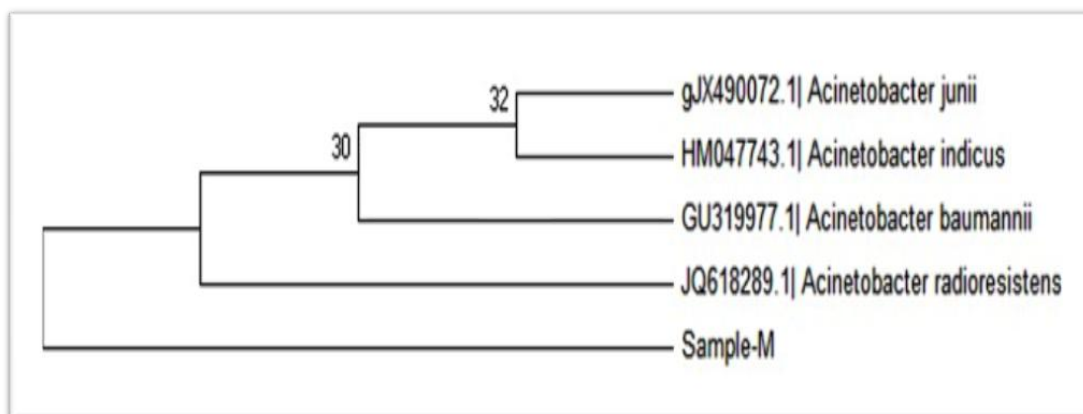 32
gJX490072.1| Acinetobacter junii
30
HM047743.1| Acinetobacter indicus
GU319977.1| Acinetobacter baumannii
JQ618289.1| Acinetobacter radioresistens
Sample-M